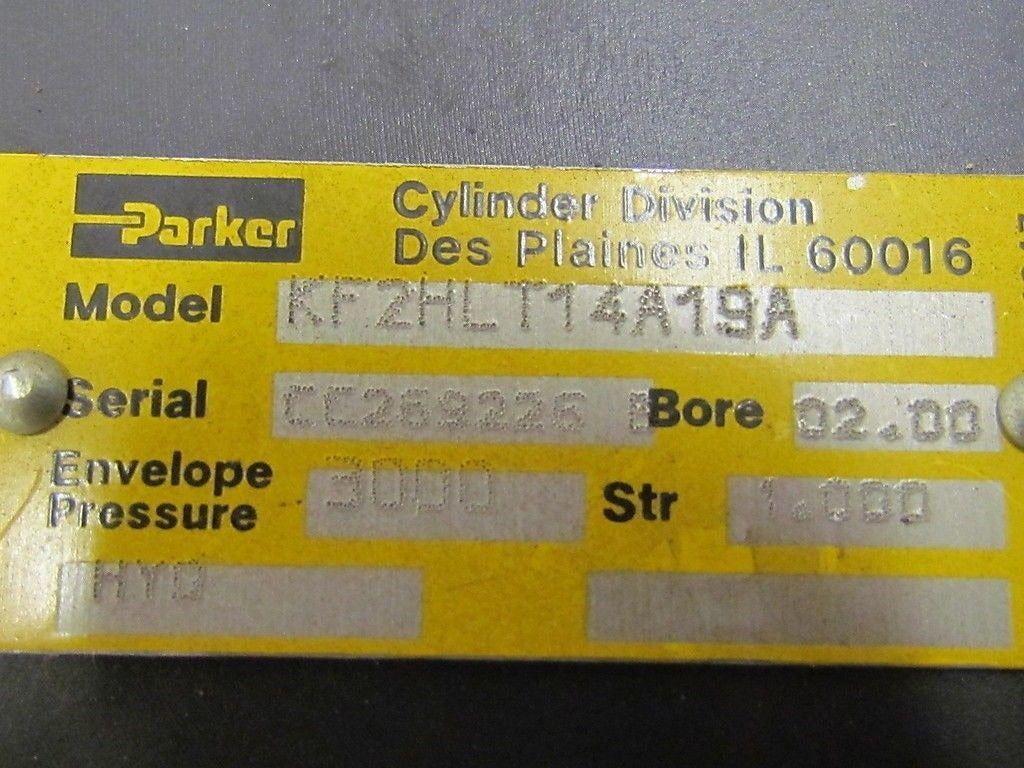 Parker
Cylinder Division
Des Plaines IL 60016
Model KF2HLT14A19A
Serial CC269226 Bore 02.00
Envelope
Pressure 3000 Str 1.000
HYD